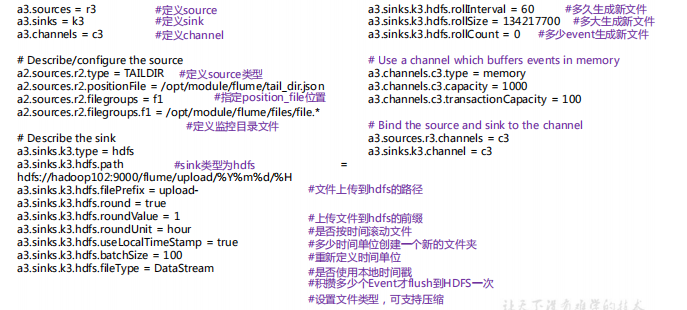 a3.sources = r3 #定义source
a3.sinks = k3 #定义sink
a3.channels = c3 #定义channel
# Describe/configure the source
a2.sources.r2.type = TAILDIR #定义source类型
a2.sources.r2.positionFile = /opt/module/flume/tail_dir.json
a2.sources.r2.filegroups = f1 #指定position_file位置
a2.sources.r2.filegroups.f1 = /opt/module/flume/files/file.*
#定义监控目录文件
# Describe the sink
a3.sinks.k3.type = hdfs
a3.sinks.k3.hdfs.path #sink类型为hdfs =
hdfs://hadoop102:9000/flume/upload/%Y%m%d/%H
a3.sinks.k3.hdfs.filePrefix = upload- #文件上传到hdfs的路径
a3.sinks.k3.hdfs.round = true
a3.sinks.k3.hdfs.roundValue = 1 #上传文件到hdfs的前缀
a3.sinks.k3.hdfs.roundUnit = hour #是否按时间滚动文件
a3.sinks.k3.hdfs.useLocalTimeStamp = true #多少时间单位创建一个新的文件夹
a3.sinks.k3.hdfs.batchSize = 100 #重新定义时间单位
a3.sinks.k3.hdfs.fileType = DataStream #是否使用本地时间戳
#积攒多少个Event才flush到HDFS一次
#设置文件类型，可支持压缩
a3.sinks.k3.hdfs.rollInterval = 60 #多久生成新文件
a3.sinks.k3.hdfs.rollSize = 134217700 #多大生成新文件
a3.sinks.k3.hdfs.rollCount = 0 #多少event生成新文件
# Use a channel which buffers events in memory
a3.channels.c3.type = memory
a3.channels.c3.capacity = 1000
a3.channels.c3.transactionCapacity = 100
# Bind the source and sink to the channel
a3.sources.r3.channels = c3
a3.sinks.k3.channel = c3
让天下没有难学的技术